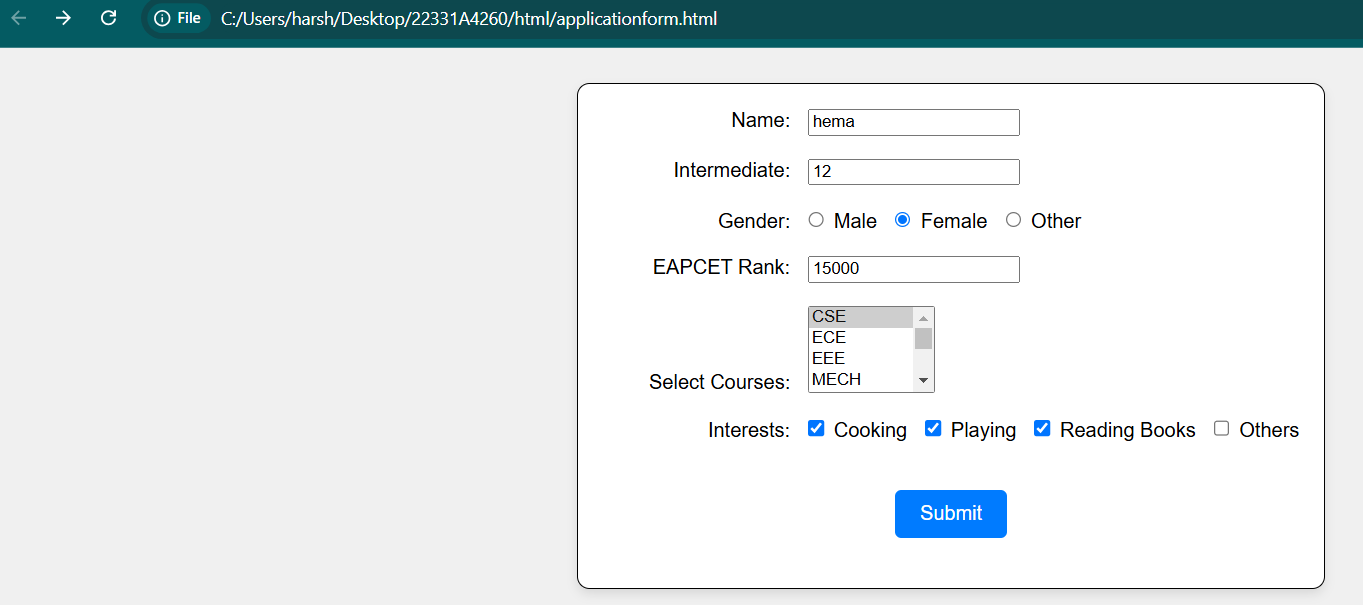 File C:/Users/harsh/Desktop/22331A4260/html/applicationform.html
Name: hema
Intermediate: 12
Gender: Male Female Other
EAPCET Rank: 15000
CSE
ECE
EEE
MECH
Select Courses:
Interests: Cooking Playing Reading Books Others
Submit